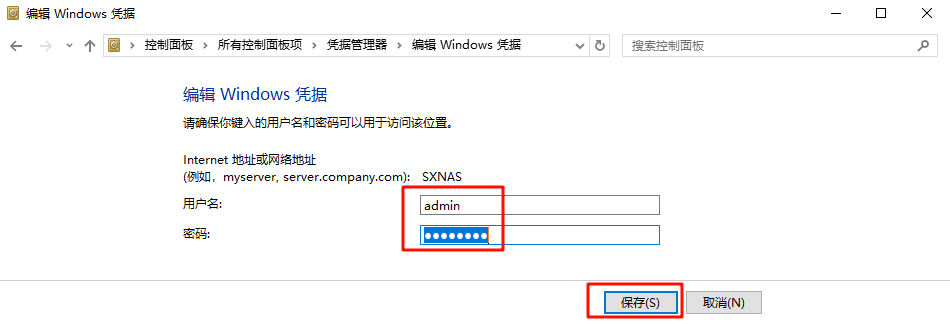 编辑 Windows 凭据
控制面板 > 所有控制面板项 > 凭据管理器 > 编辑 Windows 凭据
搜索控制面板
编辑 Windows 凭据
请确保你键入的用户名和密码可以用于访问该位置。
Internet 地址或网络地址
(例如，myserver, server.company.com): SXNAS
用户名: admin
密码: ●●●●●●●●
保存(S) 取消(N)